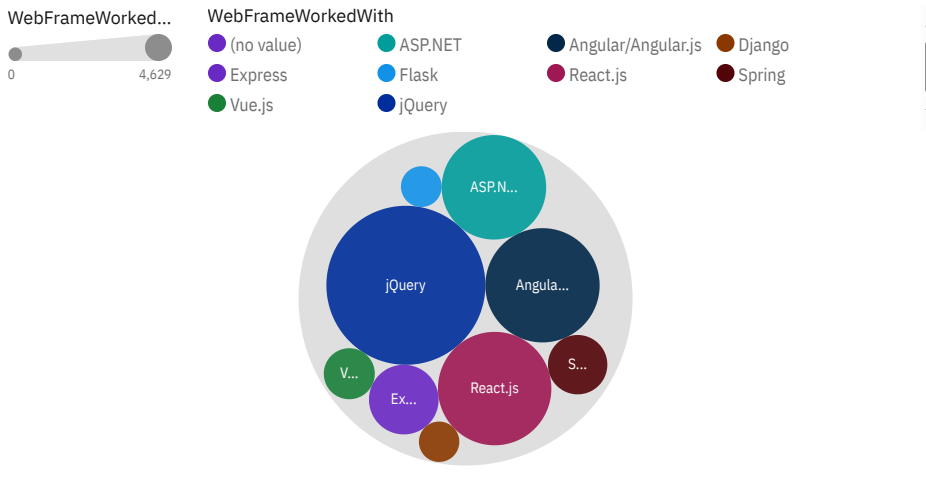 WebFrameWorked...
0 4,629
WebFrameWorkedWith
(no value) ASP.NET Angular/Angular.js Django
Express Flask React.js Spring
Vue.js jQuery
ASP.N...
jQuery
Angula...
S...
V...
React.js
Ex...